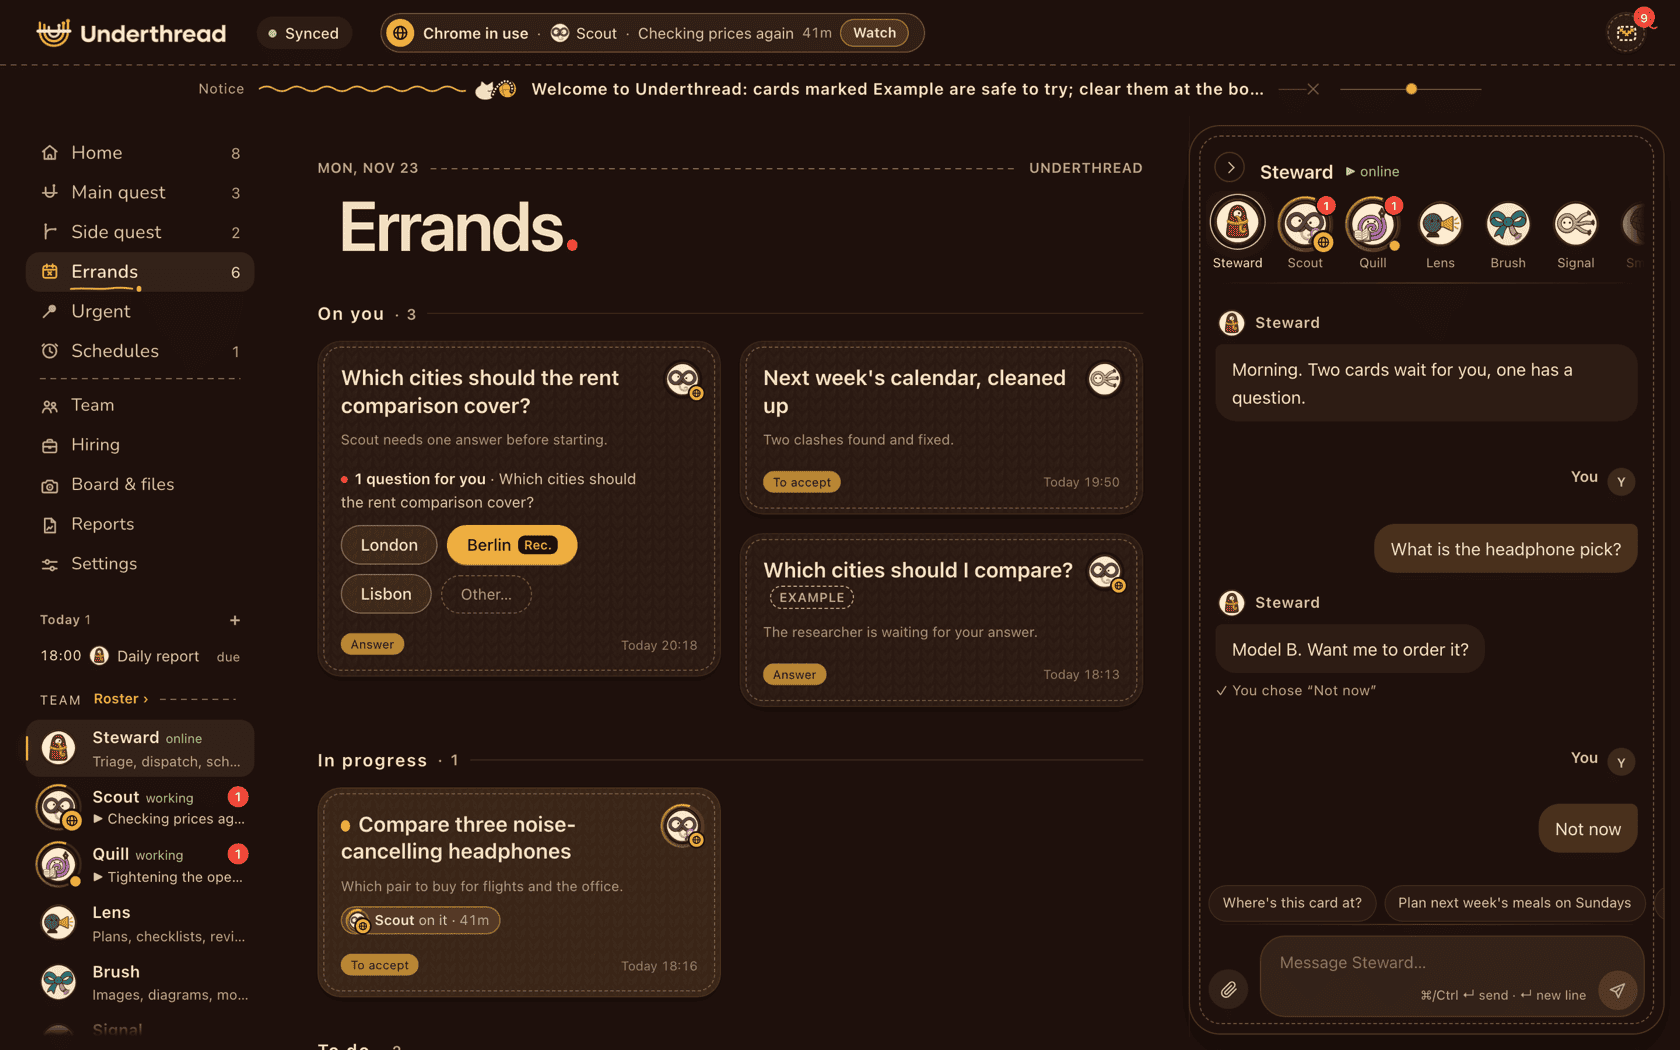 Underthread
Synced
Chrome in use · Scout · Checking prices again 41m Watch
9
Notice
Welcome to Underthread: cards marked Example are safe to try; clear them at the bo...
Home 8
Main quest 3
Side quest 2
Errands 6
Urgent
Schedules 1
Team
Hiring
Board & files
Reports
Settings
Today 1 +
18:00 Daily report due
TEAM Roster ›
Steward online
Triage, dispatch, sch...
Scout working 1
Checking prices ag...
Quill working 1
Tightening the ope...
Lens
Plans, checklists, revi...
Brush
Images, diagrams, mo...
Signal
MON, NOV 23 UNDERTHREAD
Errands.
On you · 3
Which cities should the rent
comparison cover?
Scout needs one answer before starting.
1 question for you · Which cities should
the rent comparison cover?
London
Berlin Rec.
Lisbon
Other...
Answer
Today 20:18
Next week's calendar, cleaned
up
Two clashes found and fixed.
To accept
Today 19:50
Which cities should I compare?
EXAMPLE
The researcher is waiting for your answer.
Answer
Today 18:13
In progress · 1
Compare three noise-
cancelling headphones
Which pair to buy for flights and the office.
Scout on it · 41m
To accept
Today 18:16
To do · 2
Steward online
1 1
Steward Scout Quill Lens Brush Signal Sm
Steward
Morning. Two cards wait for you, one has a
question.
You Y
What is the headphone pick?
Steward
Model B. Want me to order it?
✓ You chose “Not now”
You Y
Not now
Where's this card at?
Plan next week's meals on Sundays
Message Steward...
⌘/Ctrl ↵ send · ↵ new line